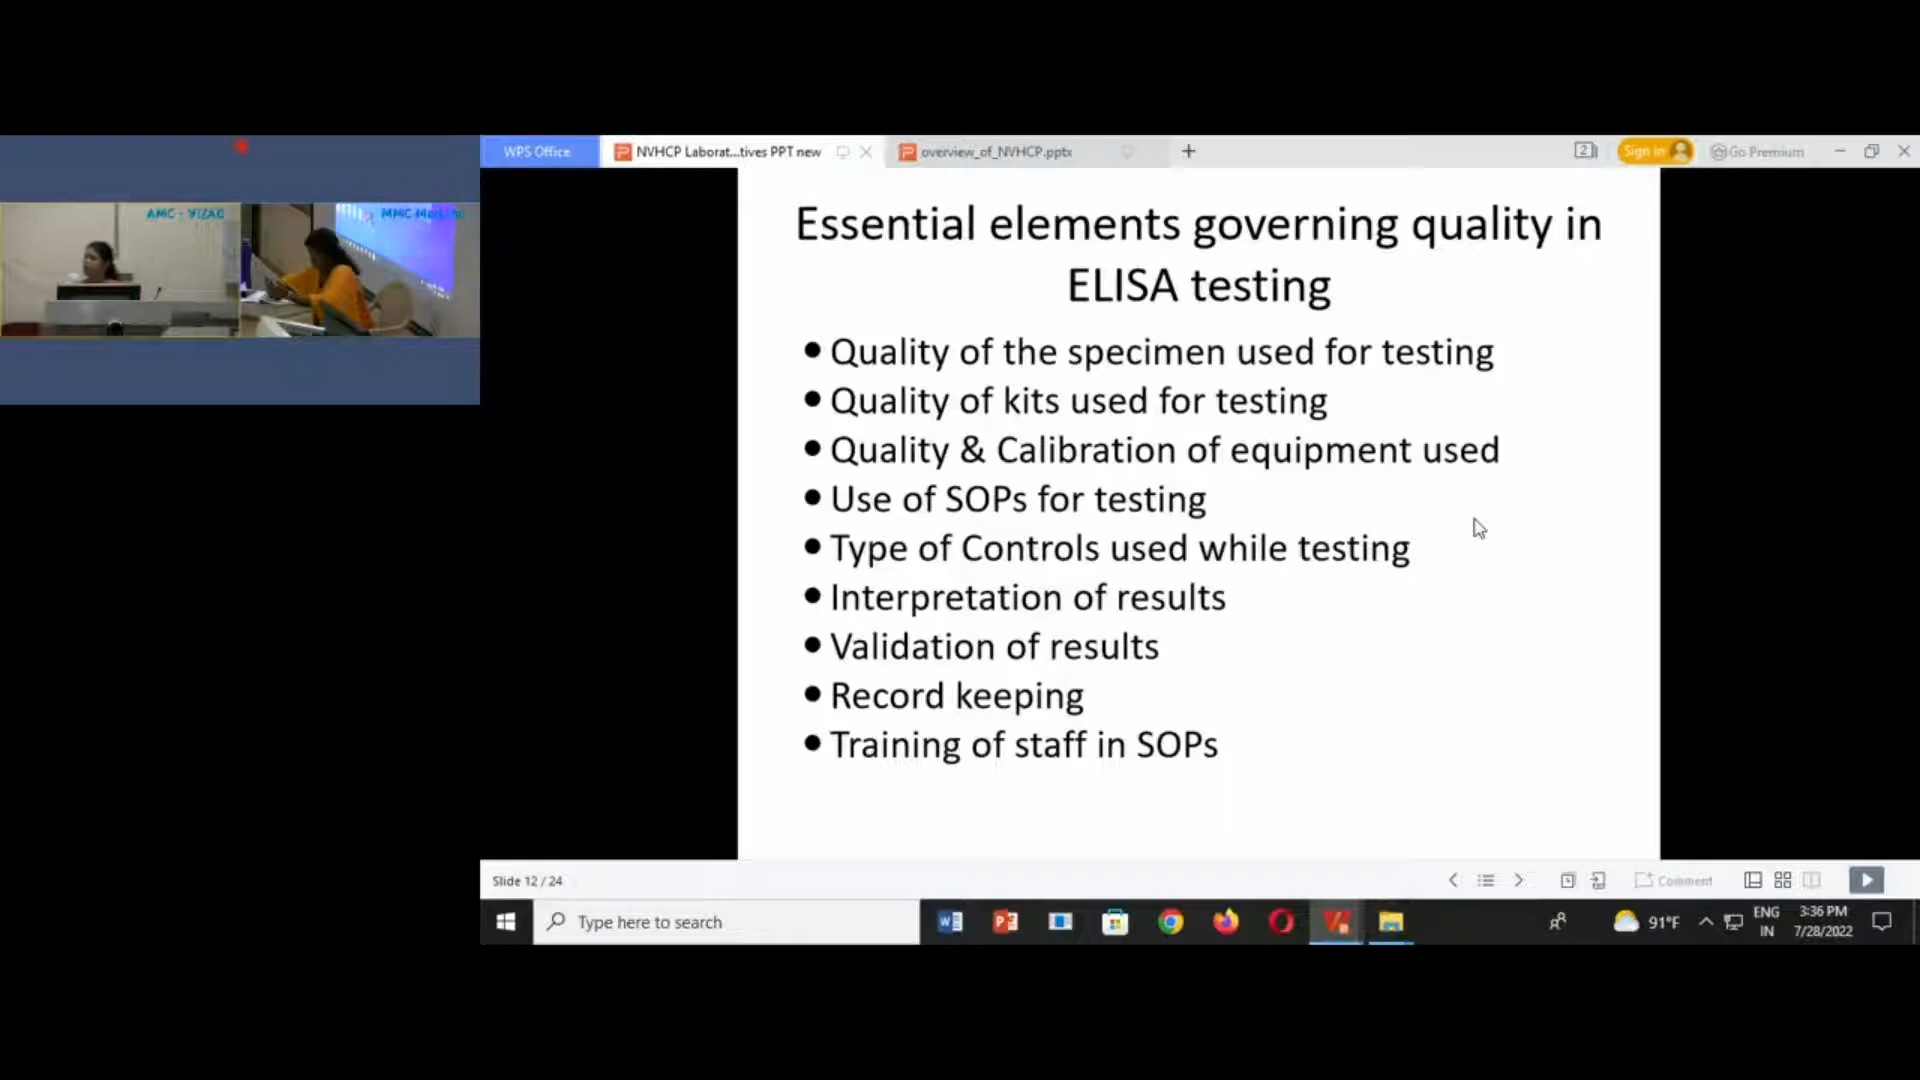 AMC - VIZAG
MMC
WPS Office
NVHCP Laborat...tives PPT new
overview_of_NVHCP.pptx
2
Sign in
Go Premium
Essential elements governing quality in
ELISA testing
• Quality of the specimen used for testing
• Quality of kits used for testing
• Quality & Calibration of equipment used
• Use of SOPs for testing
• Type of Controls used while testing
• Interpretation of results
• Validation of results
• Record keeping
• Training of staff in SOPs
Slide 12 / 24
Comment
Type here to search
91°F
ENG
IN
3:36 PM
7/28/2022